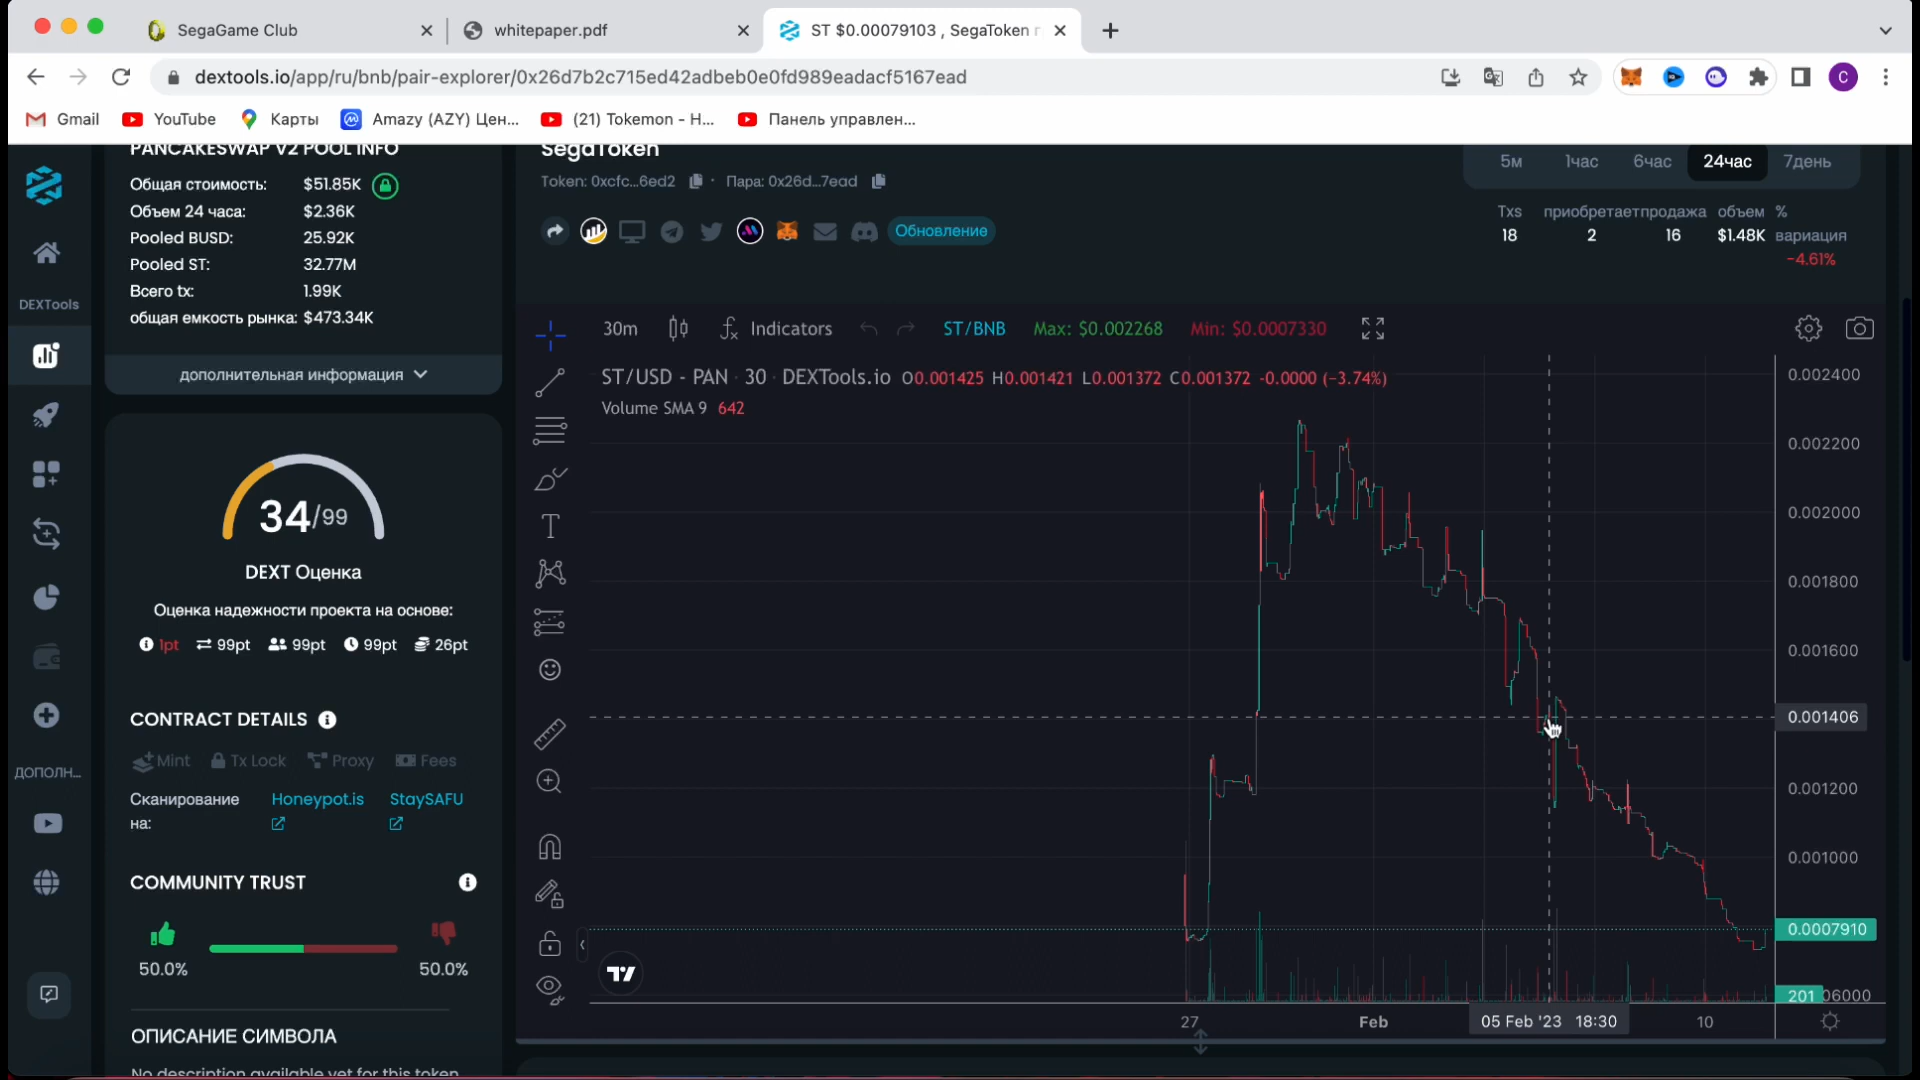 SegaGame Club
whitepaper.pdf
ST $0.00079103 , SegaToken г
dextools.io/app/ru/bnb/pair-explorer/0x26d7b2c715ed42adbeb0e0fd989eadacf5167ead
C
Gmail
YouTube
Карты
Amazy (AZY) Цен...
(21) Tokemon - H...
Панель управлен...
DEXTools
ДОПОЛН...
PANCAKESWAP V2 POOL INFO
Общая стоимость: $51.85K
Объем 24 часа: $2.36K
Pooled BUSD: 25.92K
Pooled ST: 32.77M
Всего tx: 1.99K
общая емкость рынка: $473.34K
дополнительная информация
34/99
DEXT Оценка
Оценка надежности проекта на основе:
1pt 99pt 99pt 99pt 26pt
CONTRACT DETAILS
Mint Tx Lock Proxy Fees
Сканирование на: Honeypot.is StaySAFU
COMMUNITY TRUST
50.0% 50.0%
ОПИСАНИЕ СИМВОЛА
No description available yet for this token
SegaToken
Token: 0xcfc...6ed2 · Пара: 0x26d...7ead
Обновление
5м 1час 6час 24час 7день
Txs приобретает продажа объем % вариация
18 2 16 $1.48K −4.61%
30m Indicators ST/BNB Max: $0.002268 Min: $0.0007330
ST/USD - PAN · 30 · DEXTools.io O0.001425 H0.001421 L0.001372 C0.001372 -0.0000 (−3.74%)
Volume SMA 9 642
0.002400
0.002200
0.002000
0.001800
0.001600
0.001406
0.001200
0.001000
0.0007910
201
06000
27 Feb 05 Feb '23 18:30 10